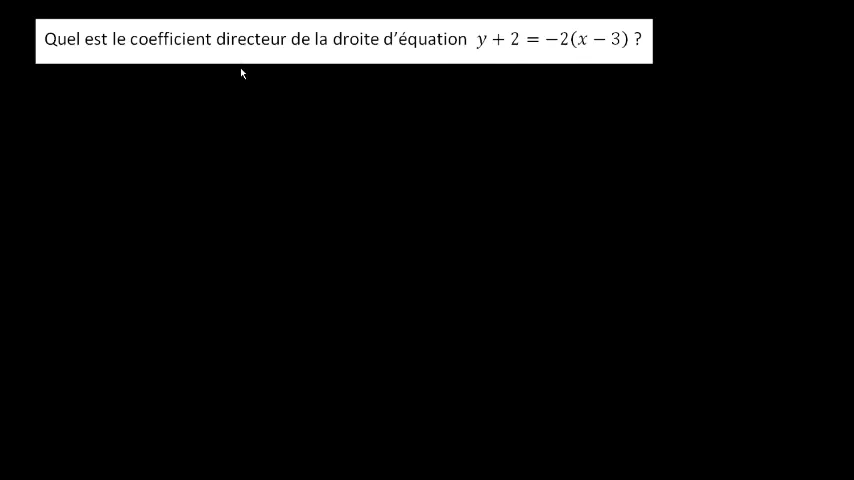 Quel est le coefficient directeur de la droite d’équation y + 2 = −2(x − 3) ?